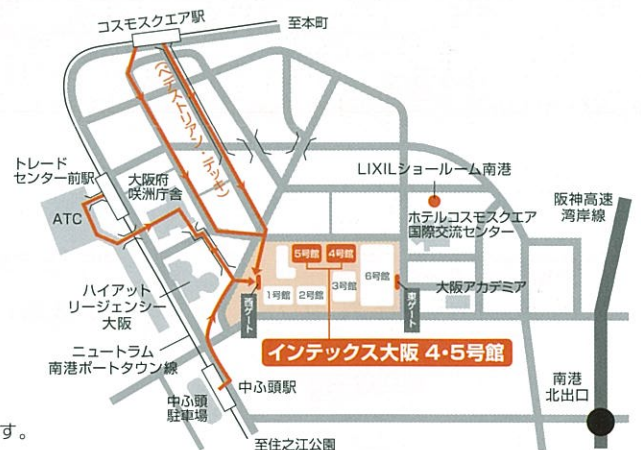 コスモスクエア駅
至本町
(ペデストリアン・デッキ)
トレード
センター前駅
大阪府
咲洲庁舎
LIXILショールーム南港
阪神高速
湾岸線
ATC
ホテルコスモスクエア
国際交流センター
5号館
4号館
6号館
1号館
2号館
3号館
大阪アカデミア
ハイアット
リージェンシー
大阪
西ゲート
東ゲート
インテックス大阪 4・5号館
ニュートラム
南港ポートタウン線
中ふ頭駅
中ふ頭
駐車場
南港
北出口
す。
至住之江公園